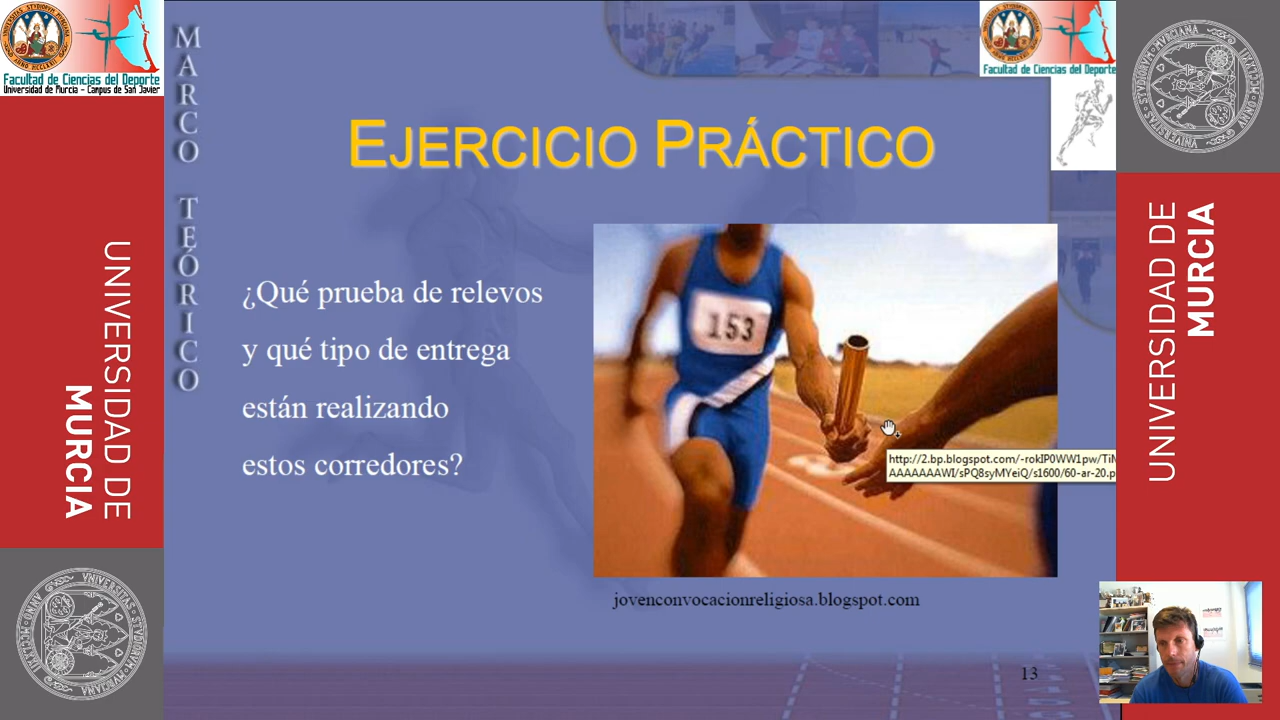 Facultad de Ciencias del Deporte
Universidad de Murcia - Campus de San Javier
UNIVERSIDAD DE
MURCIA
MARCO TEÓRICO
EJERCICIO PRÁCTICO
¿Qué prueba de relevos
y qué tipo de entrega
están realizando
estos corredores?
153
http://2.bp.blogspot.com/-rokIP0WW1pw/TiN
AAAAAAAWI/sPQ8syMYeiQ/s1600/60-ar-20.p
jovenconvocacionreligiosa.blogspot.com
13
Facultad de Ciencias del Deporte
UNIVERSIDAD DE
MURCIA